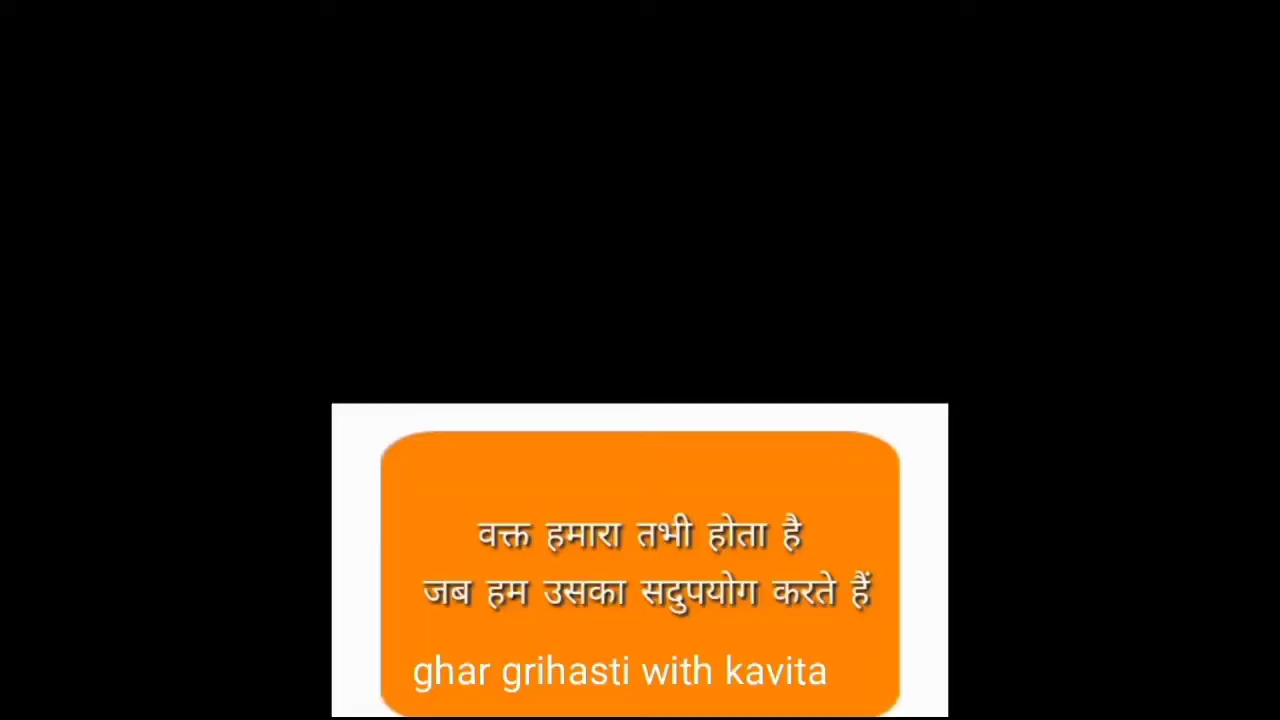 वक्त हमारा तभी होता है
जब हम उसका सदुपयोग करते हैं
ghar grihasti with kavita